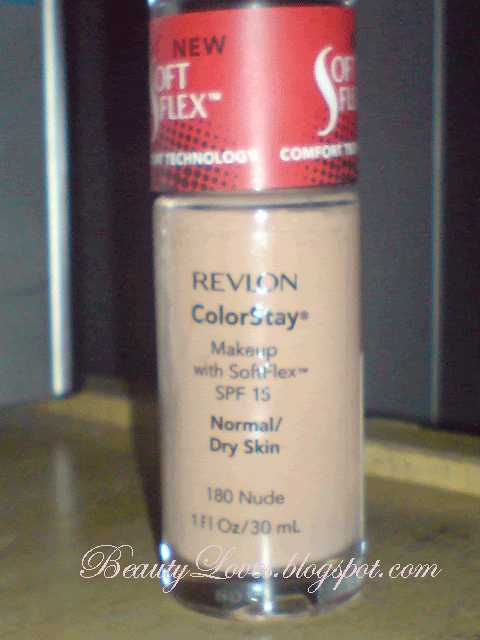 NEW
SOFT
FLEX™
TECHNOLOGY
SOFT
COMFORT
REVLON
ColorStay®
Makeup
with SoftFlex™
SPF 15
Normal/
Dry Skin
180 Nude
1 Fl Oz/30 mL
BeautyLoves.blogspot.com